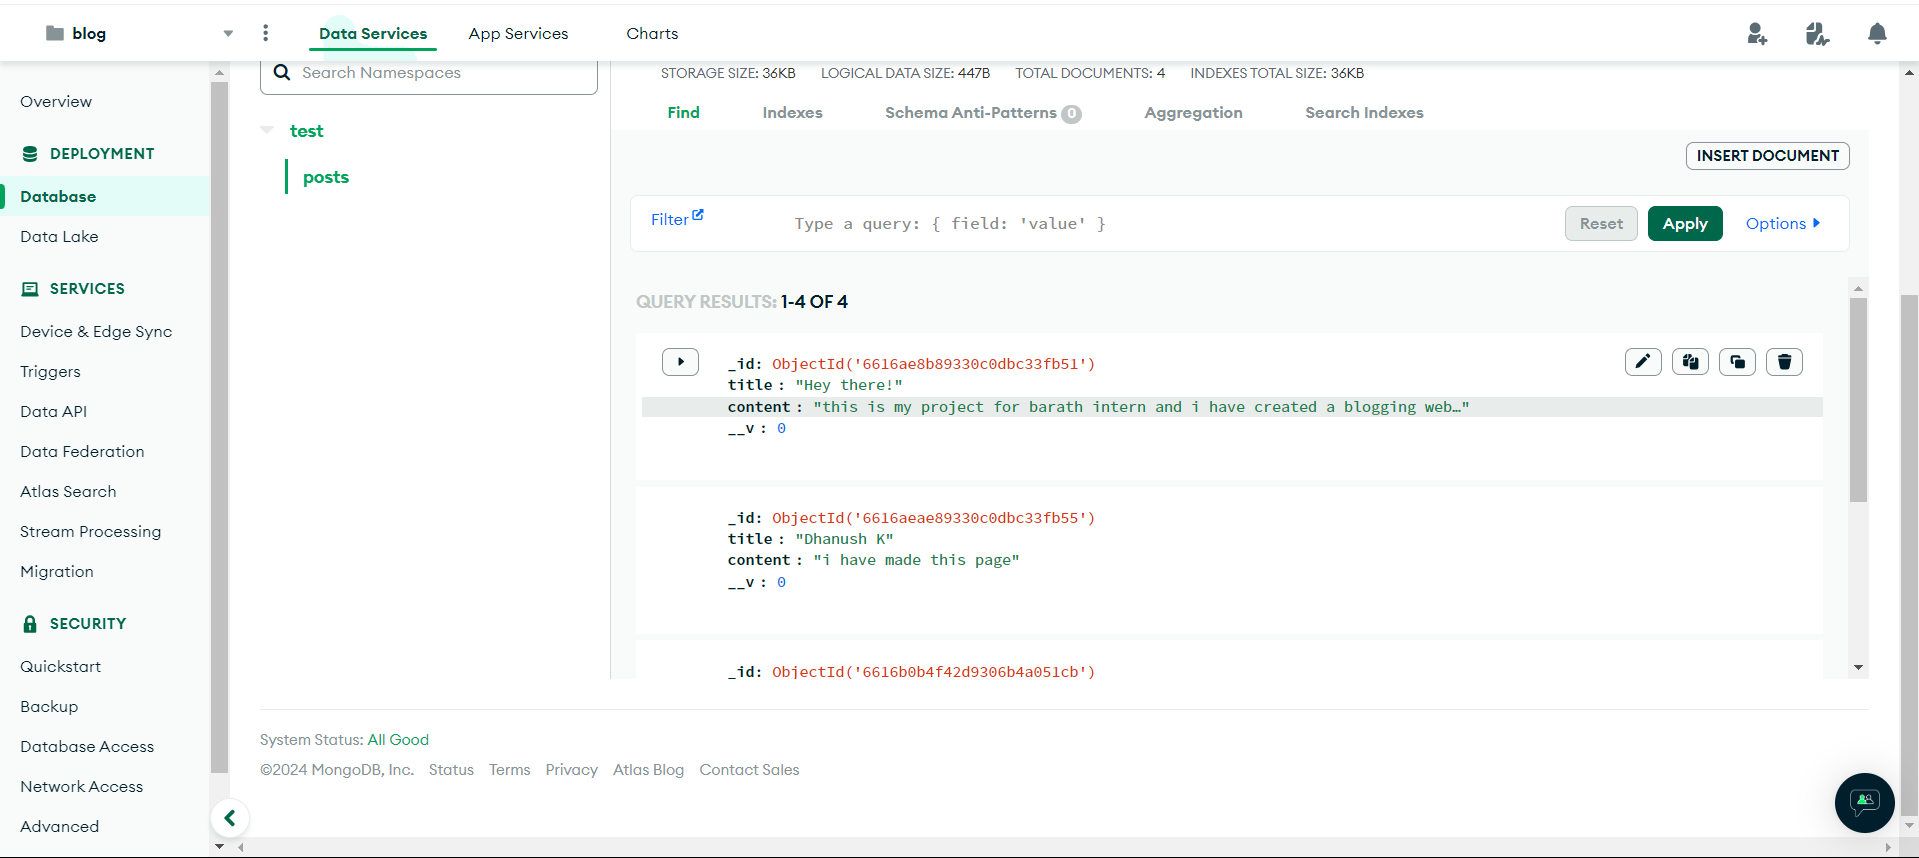 blog
Data Services
App Services
Charts
Overview
DEPLOYMENT
Database
Data Lake
SERVICES
Device & Edge Sync
Triggers
Data API
Data Federation
Atlas Search
Stream Processing
Migration
SECURITY
Quickstart
Backup
Database Access
Network Access
Advanced
Search Namespaces
test
posts
STORAGE SIZE: 36KB LOGICAL DATA SIZE: 447B TOTAL DOCUMENTS: 4 INDEXES TOTAL SIZE: 36KB
Find Indexes Schema Anti-Patterns 0 Aggregation Search Indexes
INSERT DOCUMENT
Filter Type a query: { field: 'value' } Reset Apply Options
QUERY RESULTS: 1-4 OF 4
_id: ObjectId('6616ae8b89330c0dbc33fb51')
title : "Hey there!"
content : "this is my project for barath intern and i have created a blogging web…"
__v : 0
_id: ObjectId('6616aeae89330c0dbc33fb55')
title : "Dhanush K"
content : "i have made this page"
__v : 0
_id: ObjectId('6616b0b4f42d9306b4a051cb')
System Status: All Good
©2024 MongoDB, Inc. Status Terms Privacy Atlas Blog Contact Sales